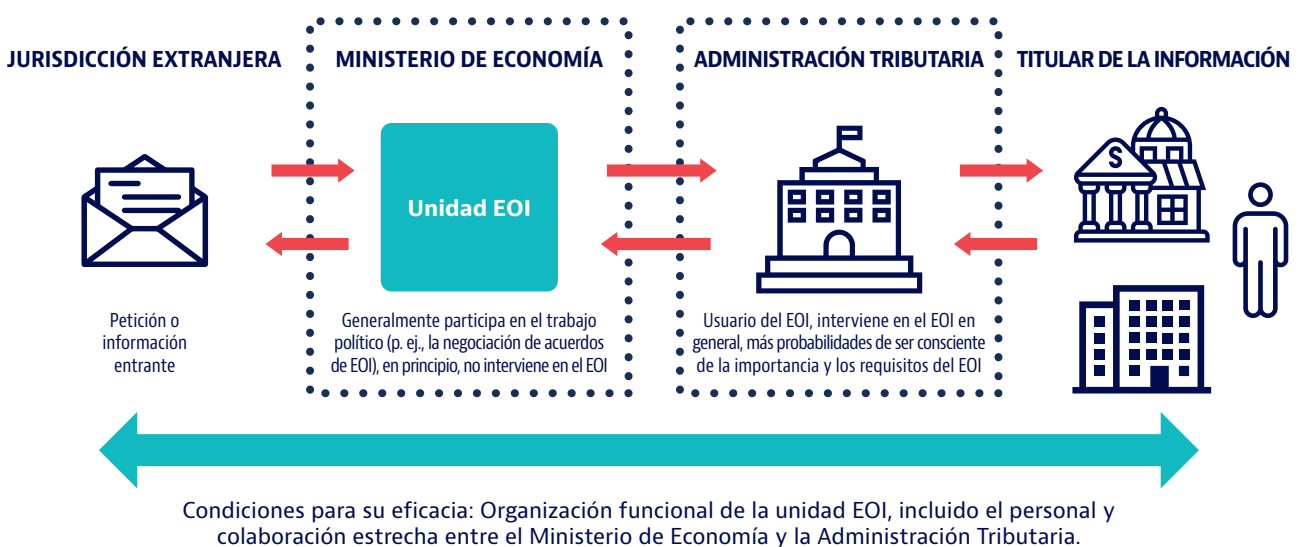 JURISDICCIÓN EXTRANJERA
MINISTERIO DE ECONOMÍA
ADMINISTRACIÓN TRIBUTARIA
TITULAR DE LA INFORMACIÓN
Unidad EOI
$
Petición o
información
entrante
Generalmente participa en el trabajo
político (p. ej., la negociación de acuerdos
de EOI), en principio, no interviene en el EOI
Usuario del EOI, interviene en el EOI en
general, más probabilidades de ser consciente
de la importancia y los requisitos del EOI
Condiciones para su eficacia: Organización funcional de la unidad EOI, incluido el personal y
colaboración estrecha entre el Ministerio de Economía y la Administración Tributaria.